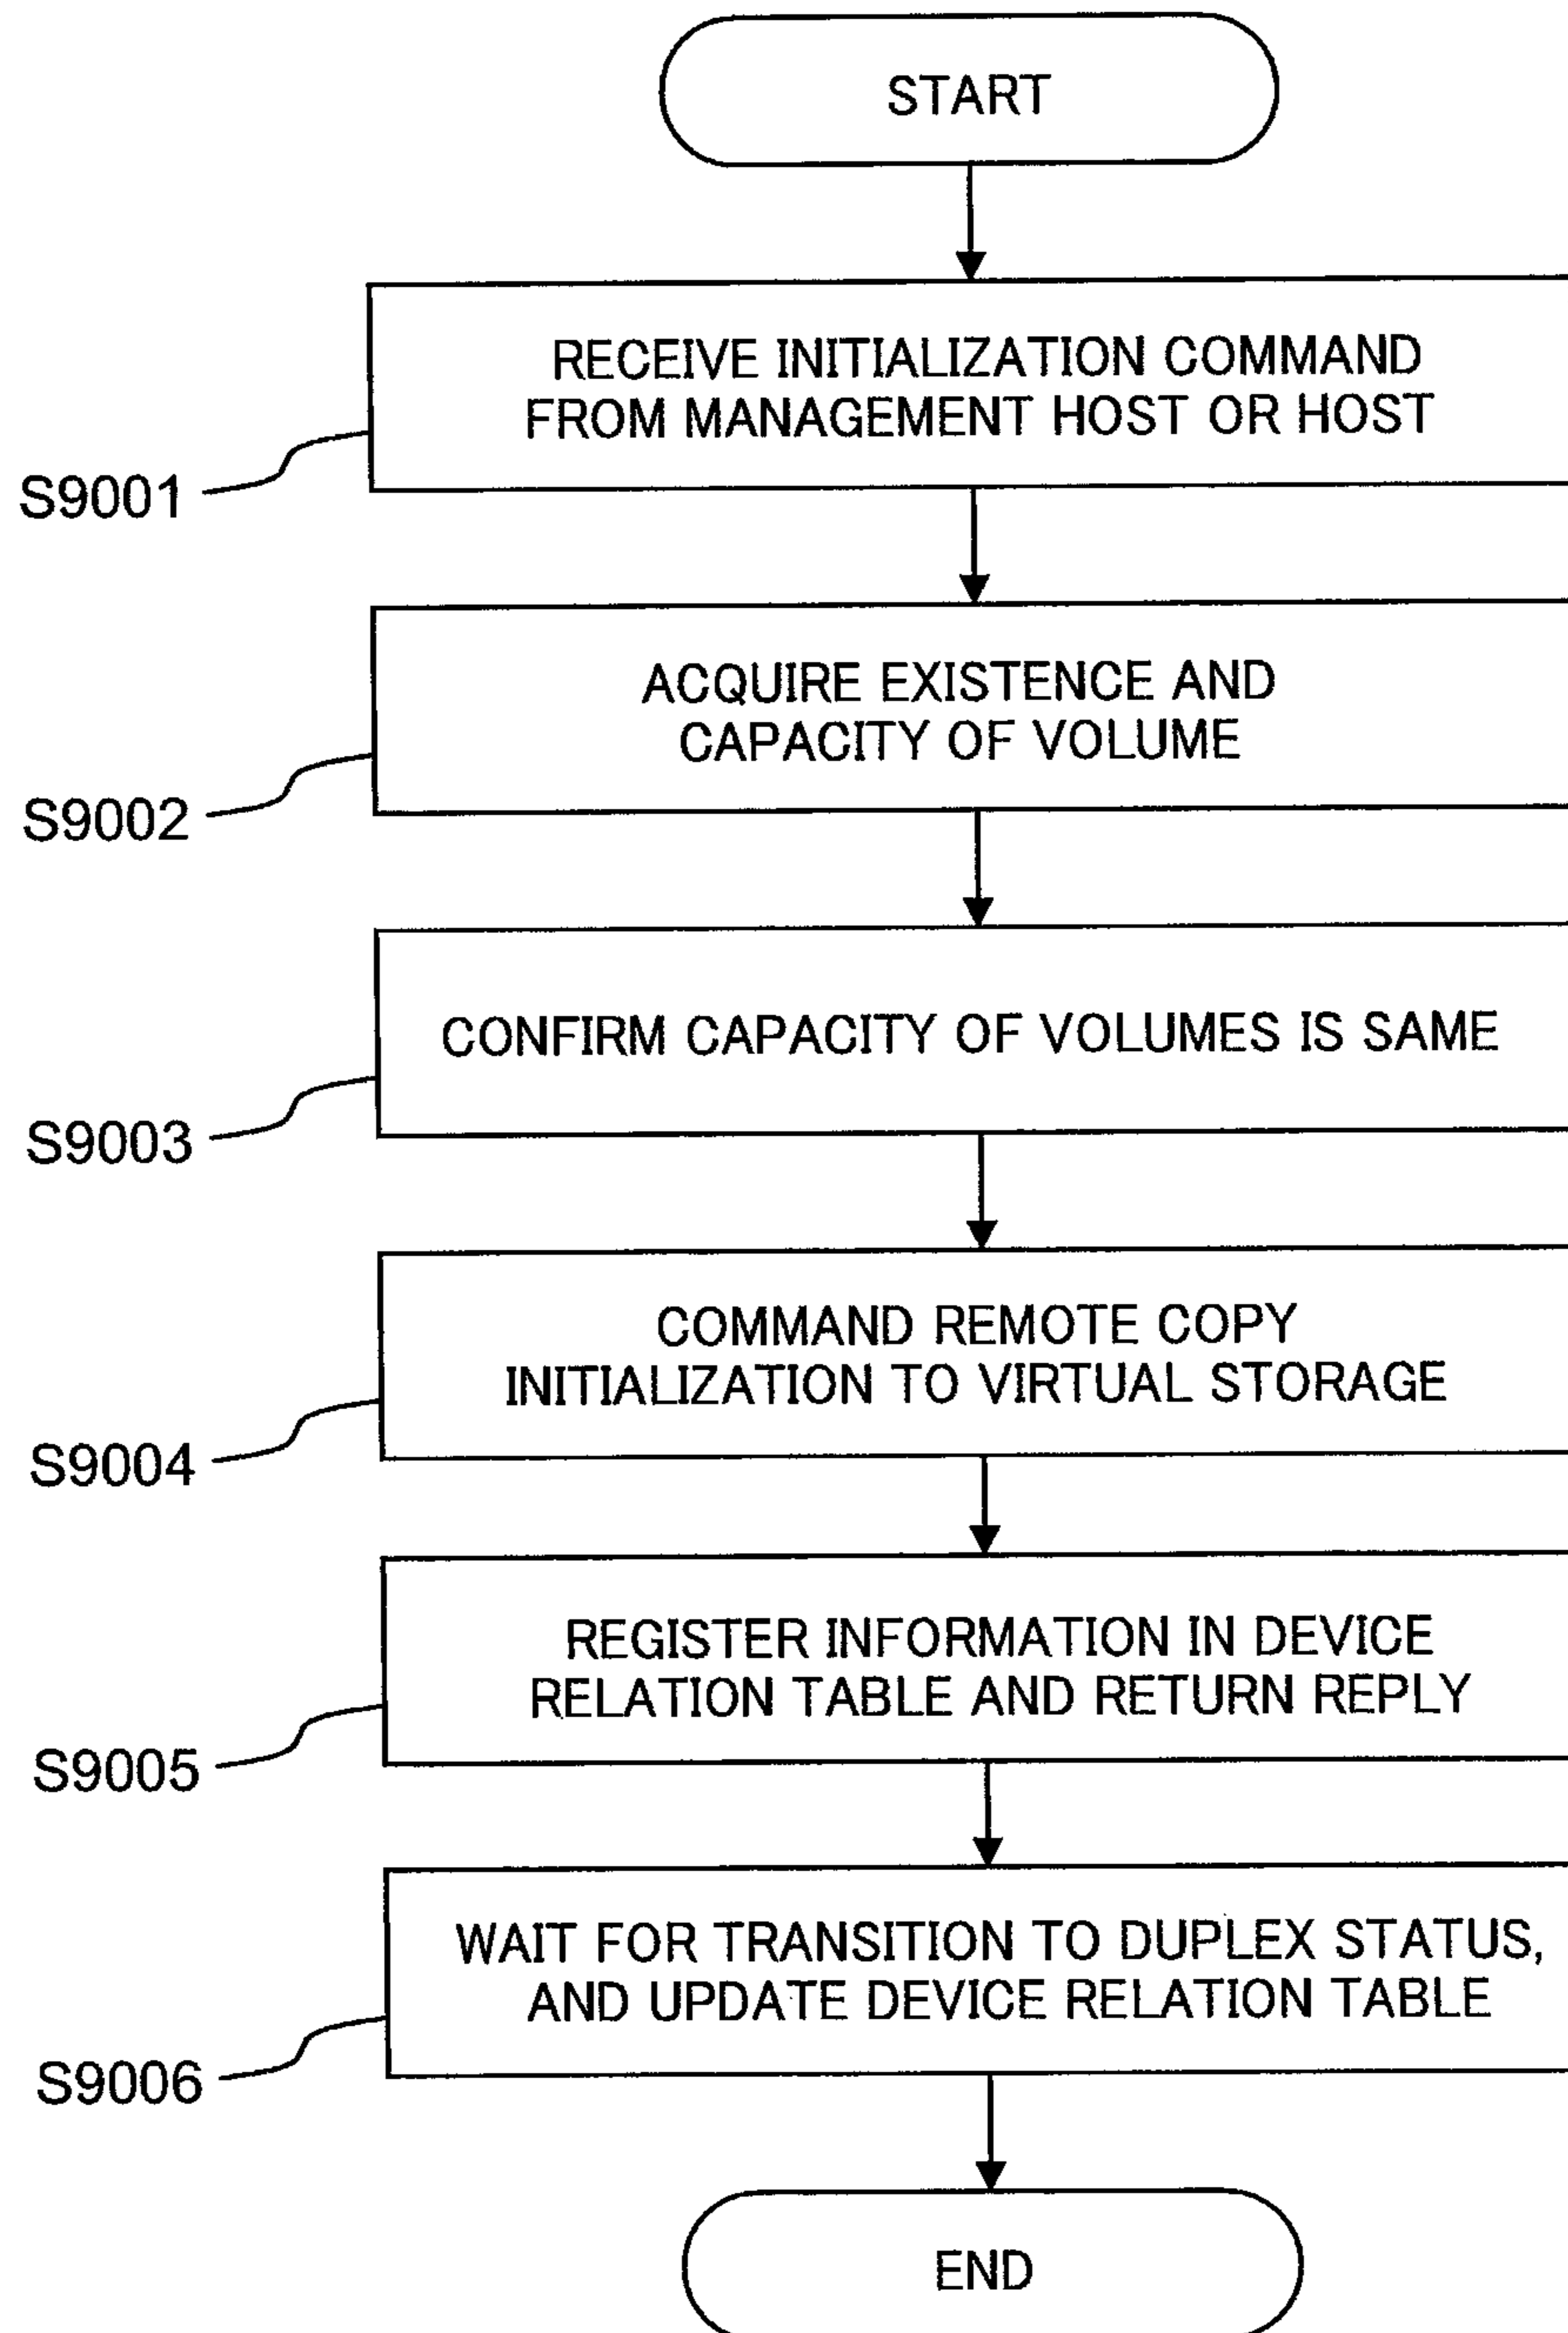 START
RECEIVE INITIALIZATION COMMAND
FROM MANAGEMENT HOST OR HOST
S9001
ACQUIRE EXISTENCE AND
CAPACITY OF VOLUME
S9002
CONFIRM CAPACITY OF VOLUMES IS SAME
S9003
COMMAND REMOTE COPY
INITIALIZATION TO VIRTUAL STORAGE
S9004
REGISTER INFORMATION IN DEVICE
RELATION TABLE AND RETURN REPLY
S9005
WAIT FOR TRANSITION TO DUPLEX STATUS,
AND UPDATE DEVICE RELATION TABLE
S9006
END